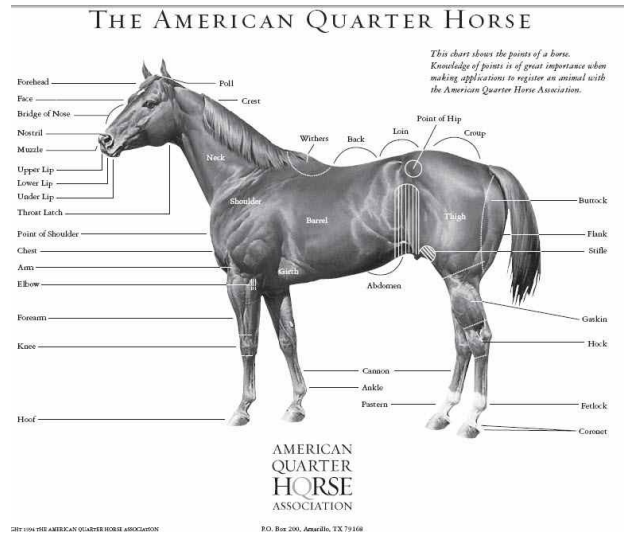 THE AMERICAN QUARTER HORSE
This chart shows the points of a horse.
Knowledge of points is of great importance when
making applications to register an animal with
the American Quarter Horse Association.
Forehead
Face
Bridge of Nose
Nostril
Muzzle
Upper Lip
Lower Lip
Under Lip
Throat Latch
Point of Shoulder
Chest
Arm
Elbow
Forearm
Knee
Hoof
Poll
Crest
Neck
Shoulder
Withers
Back
Loin
Point of Hip
Croup
Barrel
Thigh
Girth
Abdomen
Buttock
Flank
Stifle
Gaskin
Hock
Cannon
Ankle
Pastern
Fetlock
Coronet
AMERICAN
QUARTER
HORSE
ASSOCIATION
GHT 1994 THE AMERICAN QUARTER HORSE ASSOCIATION
P.O. Box 200, Amarillo, TX 79168